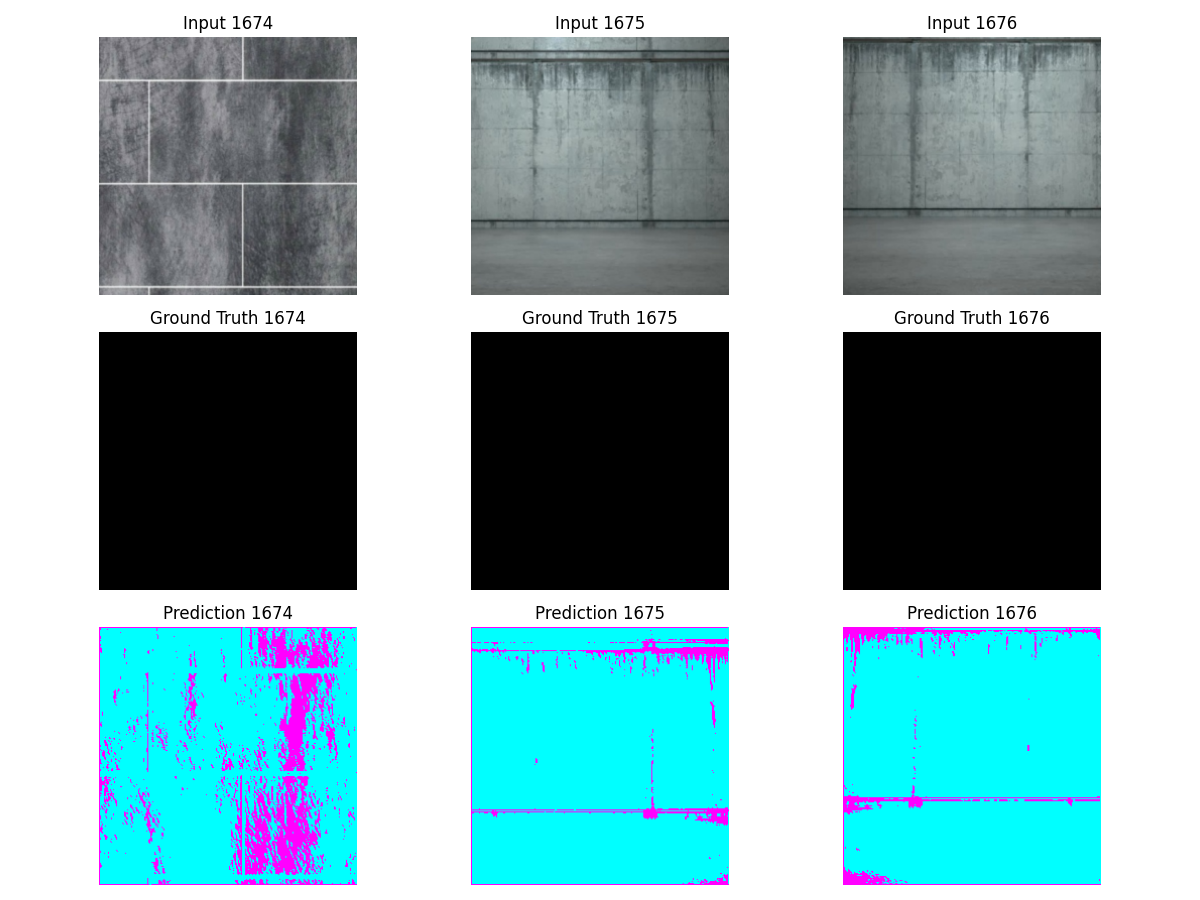 Input 1674
Input 1675
Input 1676
Ground Truth 1674
Ground Truth 1675
Ground Truth 1676
Prediction 1674
Prediction 1675
Prediction 1676